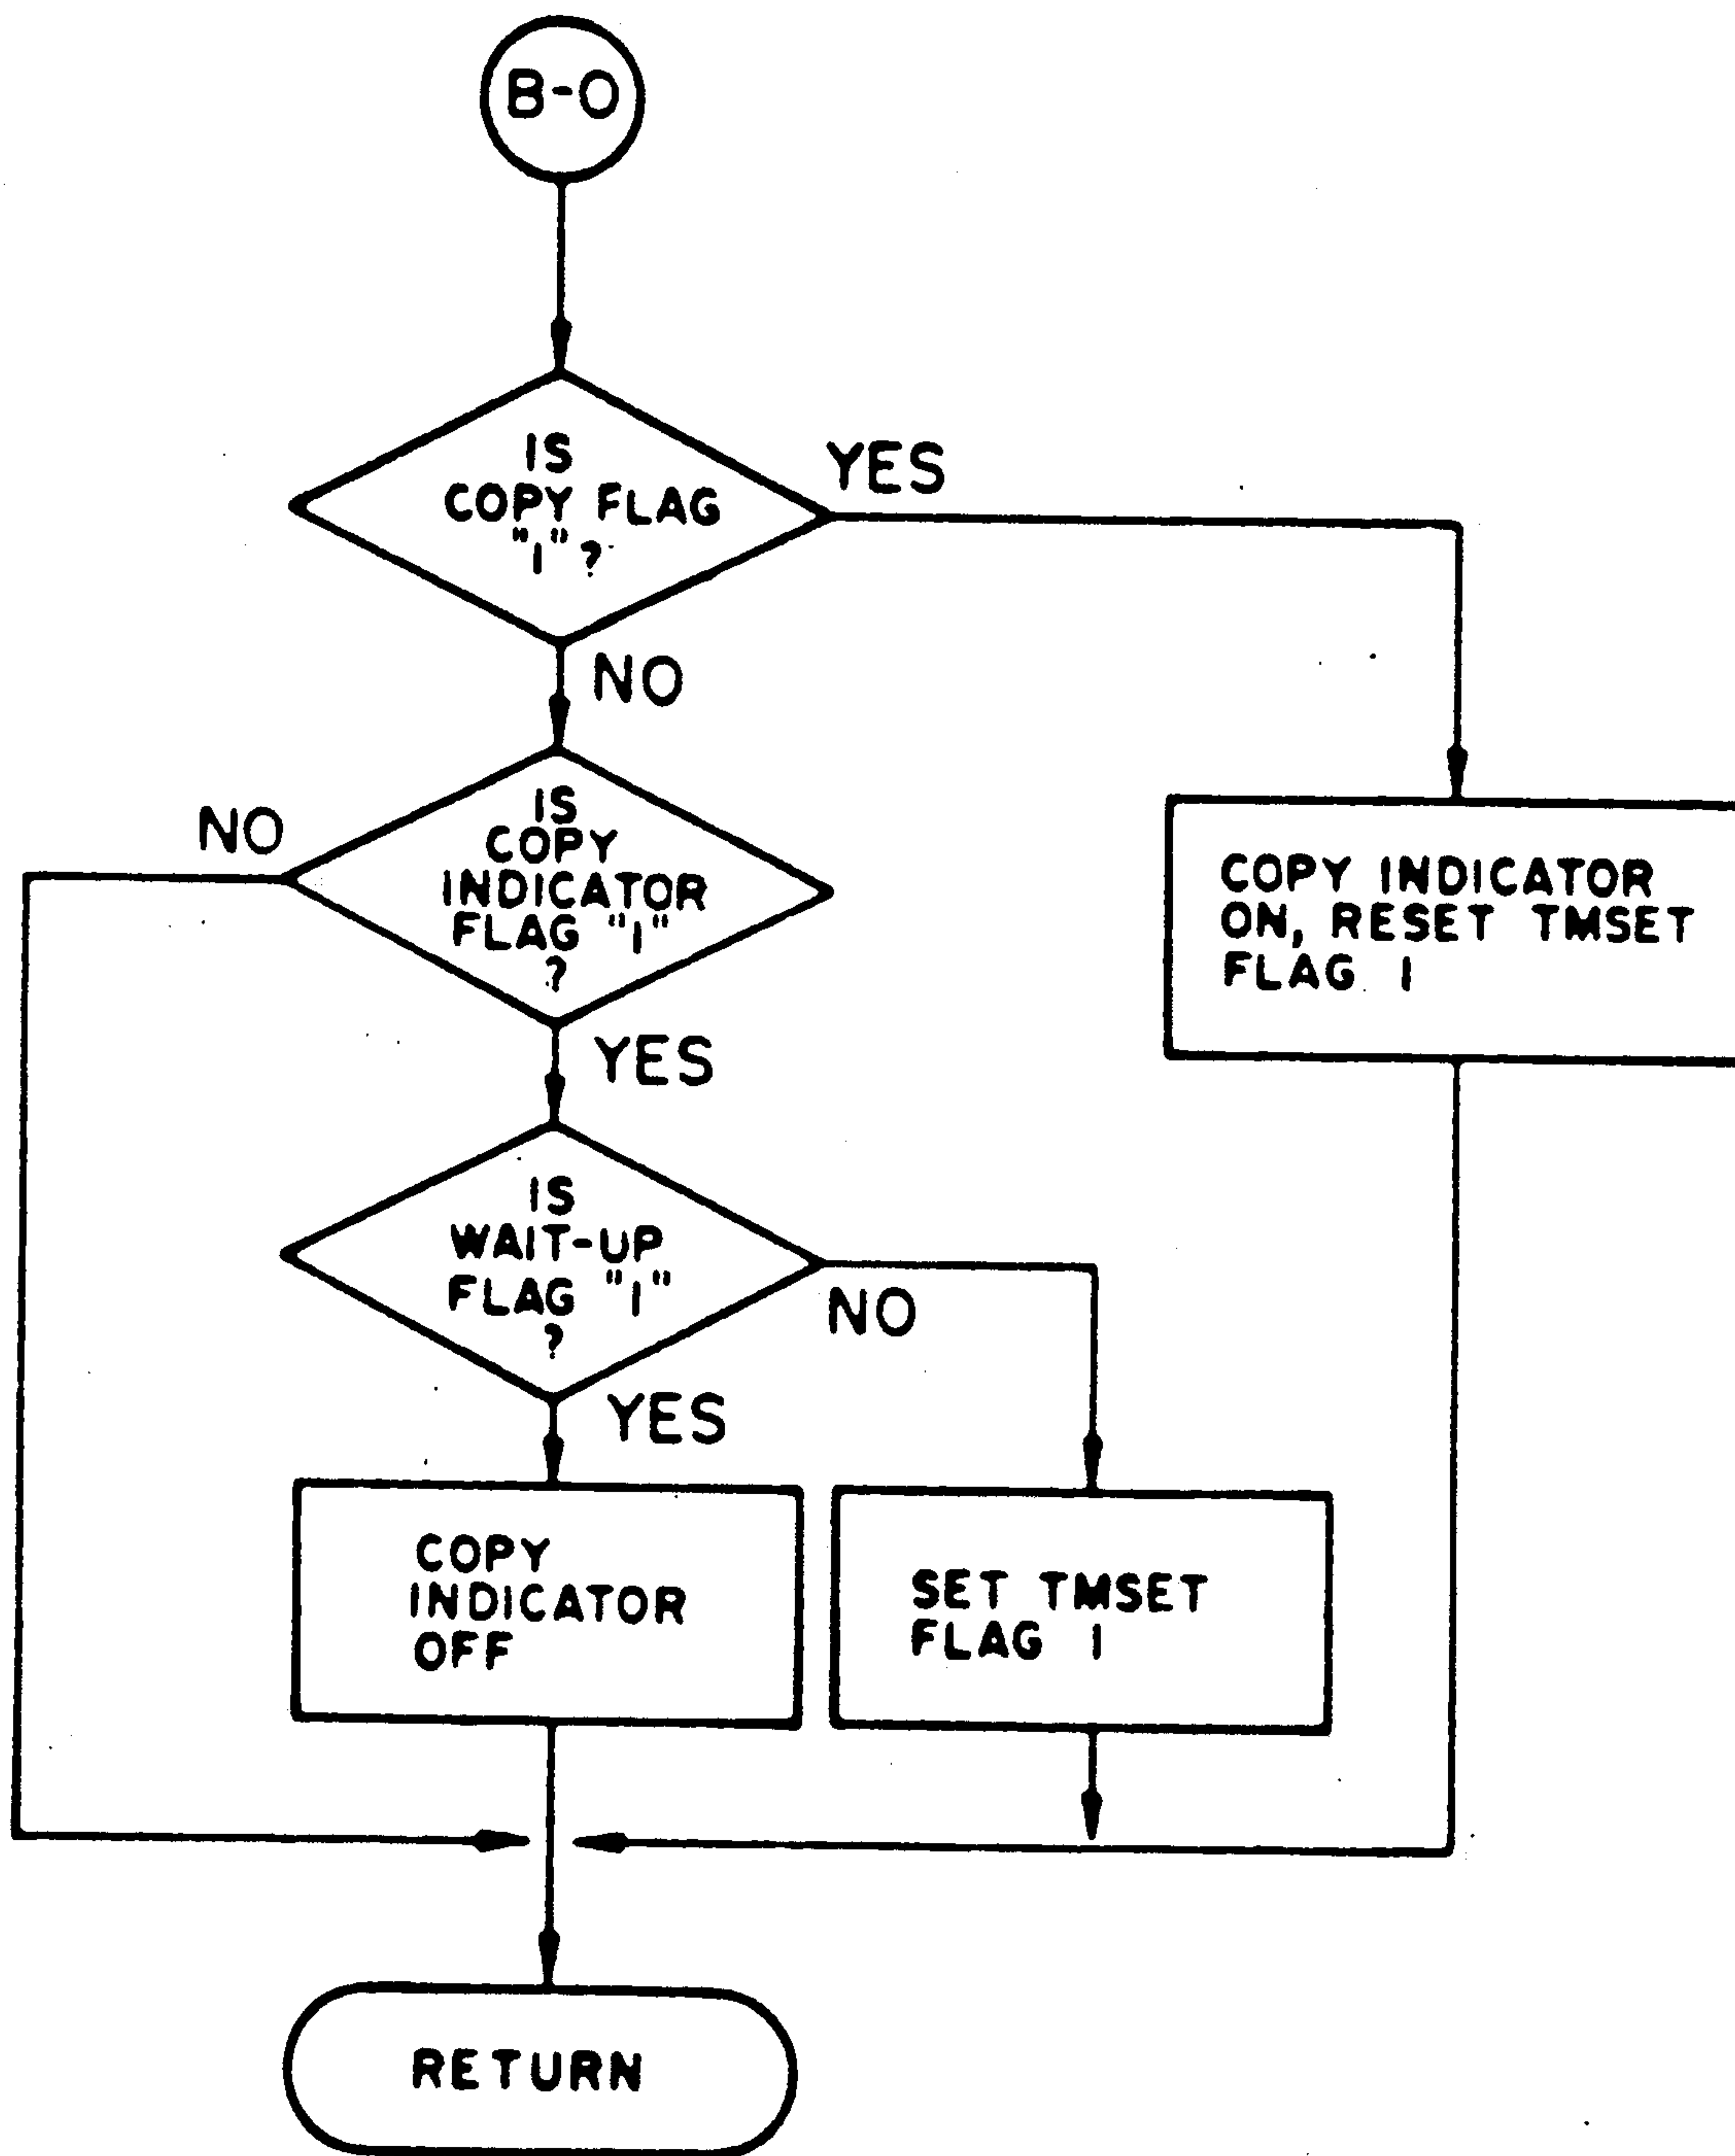 B-O
IS
COPY FLAG
"1" ?
YES
NO
IS
COPY
INDICATOR
FLAG "1"
?
NO
YES
COPY INDICATOR
ON, RESET TMSET
FLAG 1
IS
WAIT-UP
FLAG "1"
?
NO
YES
COPY
INDICATOR
OFF
SET TMSET
FLAG 1
RETURN